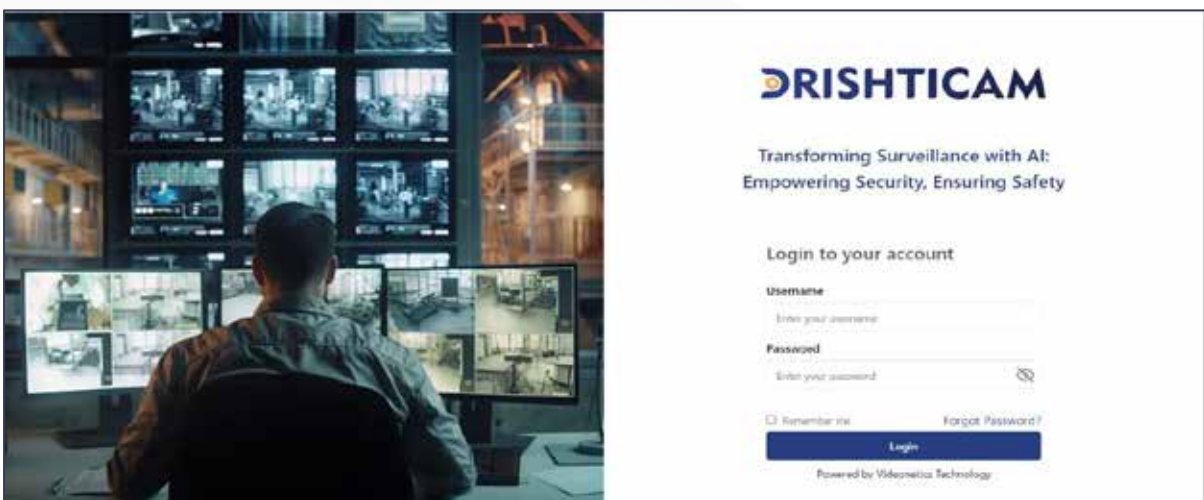 DRISHTICAM
Transforming Surveillance with AI:
Empowering Security, Ensuring Safety
Login to your account
Username
Enter your username
Password
Enter your password
Remember me
Forgot Password?
Login
Powered by Videonetics Technology